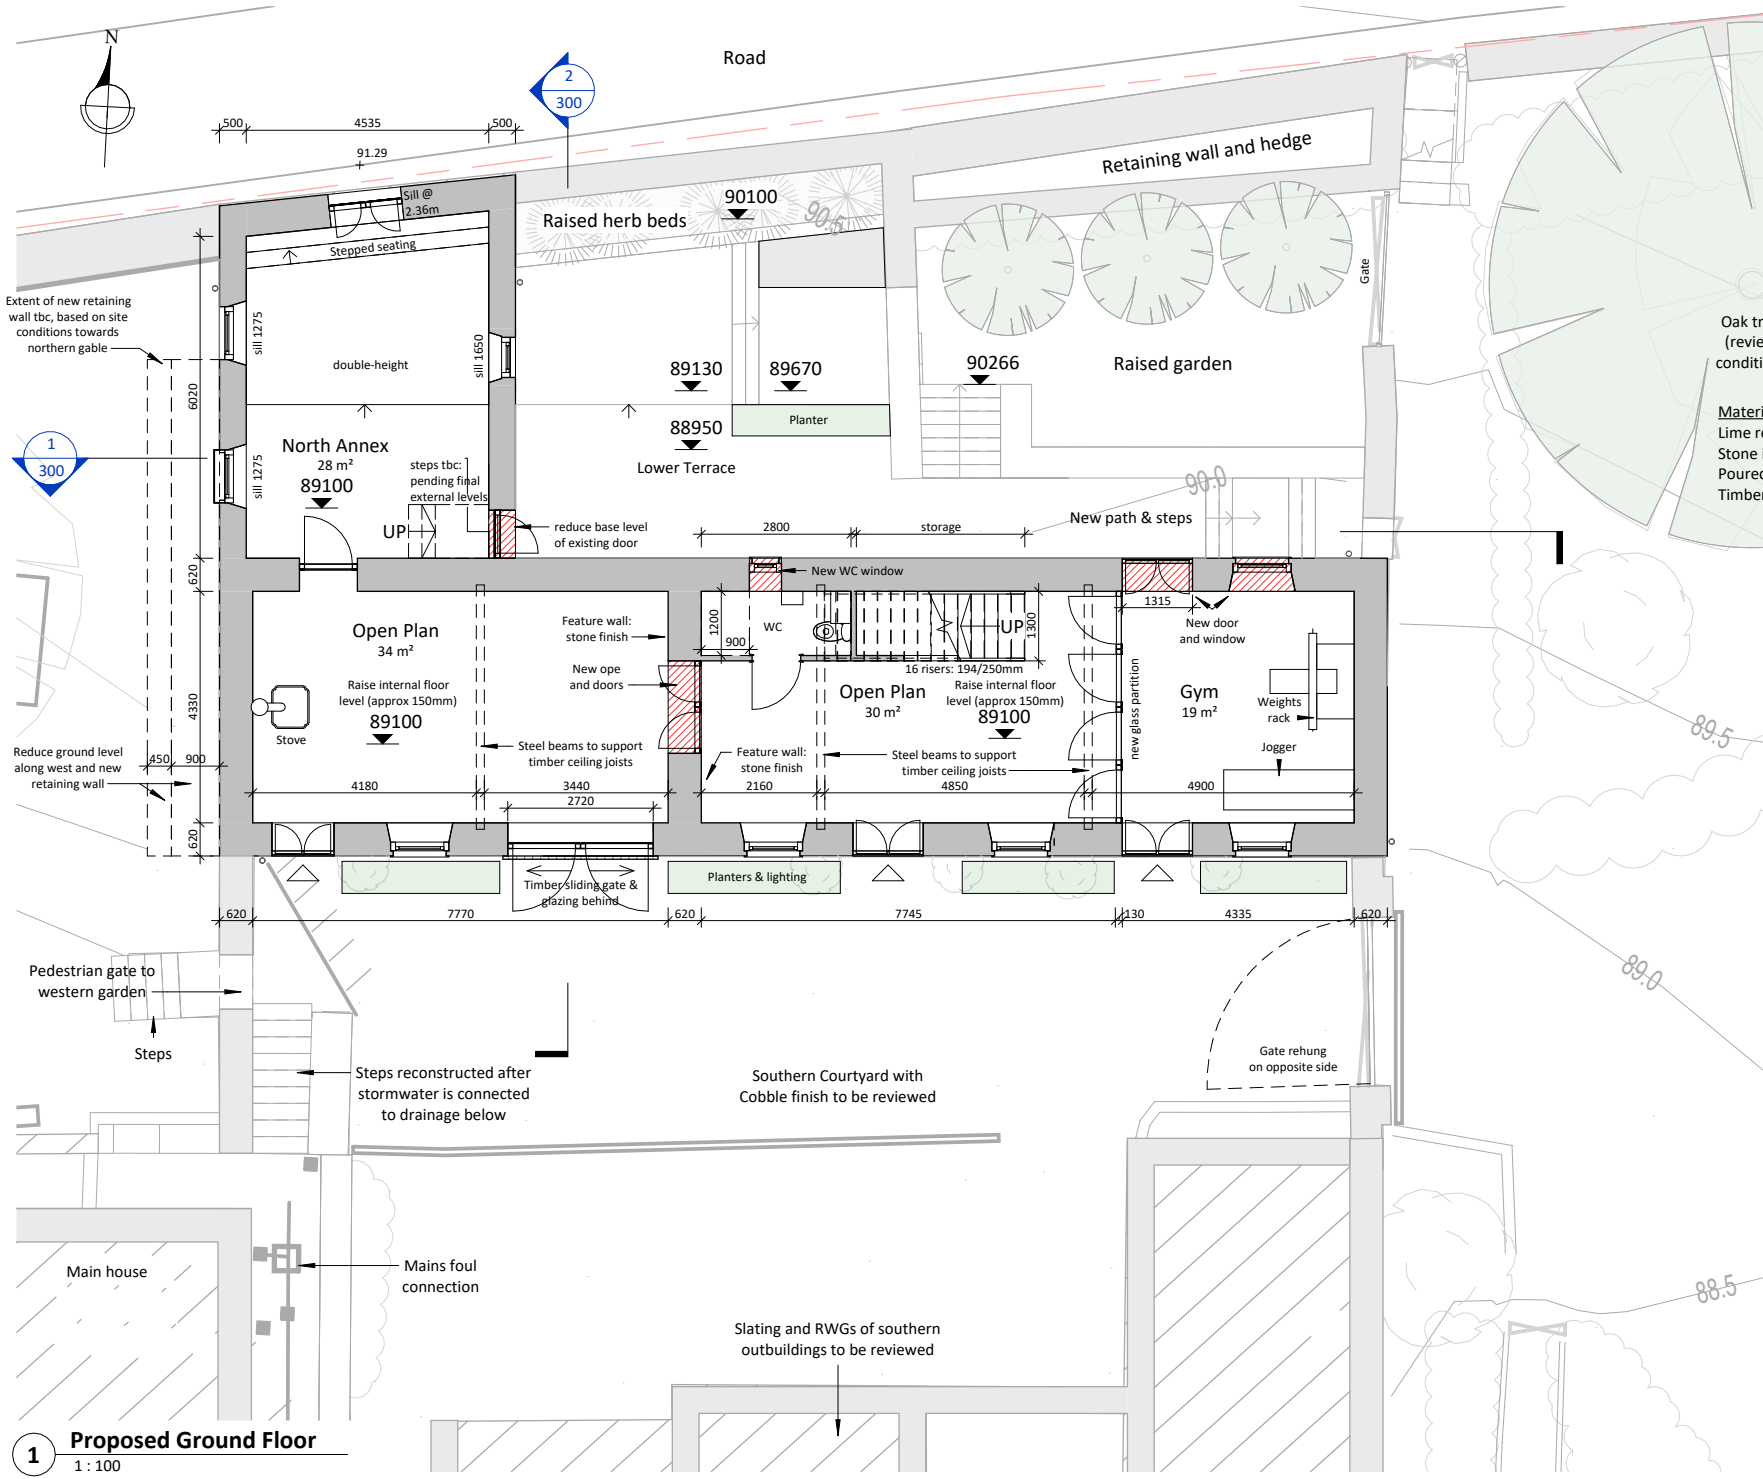 N
Road
2
300
500
4535
500
91.29
Sill @
2.36m
Stepped seating
Raised herb beds
90100
90.5
Retaining wall and hedge
Gate
Extent of new retaining
wall tbc, based on site
conditions towards
northern gable
sill 1275
double-height
sill 1650
6020
89130
89670
90266
Raised garden
Planter
88950
Lower Terrace
1
300
North Annex
28 m²
89100
sill 1275
steps tbc:
pending final
external levels
UP
reduce base level
of existing door
2800
storage
New path & steps
90.0
620
New WC window
Open Plan
34 m²
Feature wall:
stone finish
1200
900
WC
UP
1300
1315
New door
and window
16 risers: 194/250mm
New ope
and doors
Raise internal floor
level (approx 150mm)
89100
Stove
4330
Open Plan
30 m²
Raise internal floor
level (approx 150mm)
89100
new glass partition
Gym
19 m²
Weights
rack
Jogger
Reduce ground level
along west and new
retaining wall
450
900
Steel beams to support
timber ceiling joists
Feature wall:
stone finish
Steel beams to support
timber ceiling joists
4180
3440
2720
2160
4850
4900
620
Timber sliding gate &
glazing behind
Planters & lighting
620
7770
620
7745
130
4335
620
89.5
89.0
88.5
Pedestrian gate to
western garden
Steps
Steps reconstructed after
stormwater is connected
to drainage below
Southern Courtyard with
Cobble finish to be reviewed
Gate rehung
on opposite side
Main house
Mains foul
connection
Slating and RWGs of southern
outbuildings to be reviewed
Oak tr
(revie
conditi
Materi
Lime re
Stone
Poured
Timber
1
Proposed Ground Floor
1 : 100